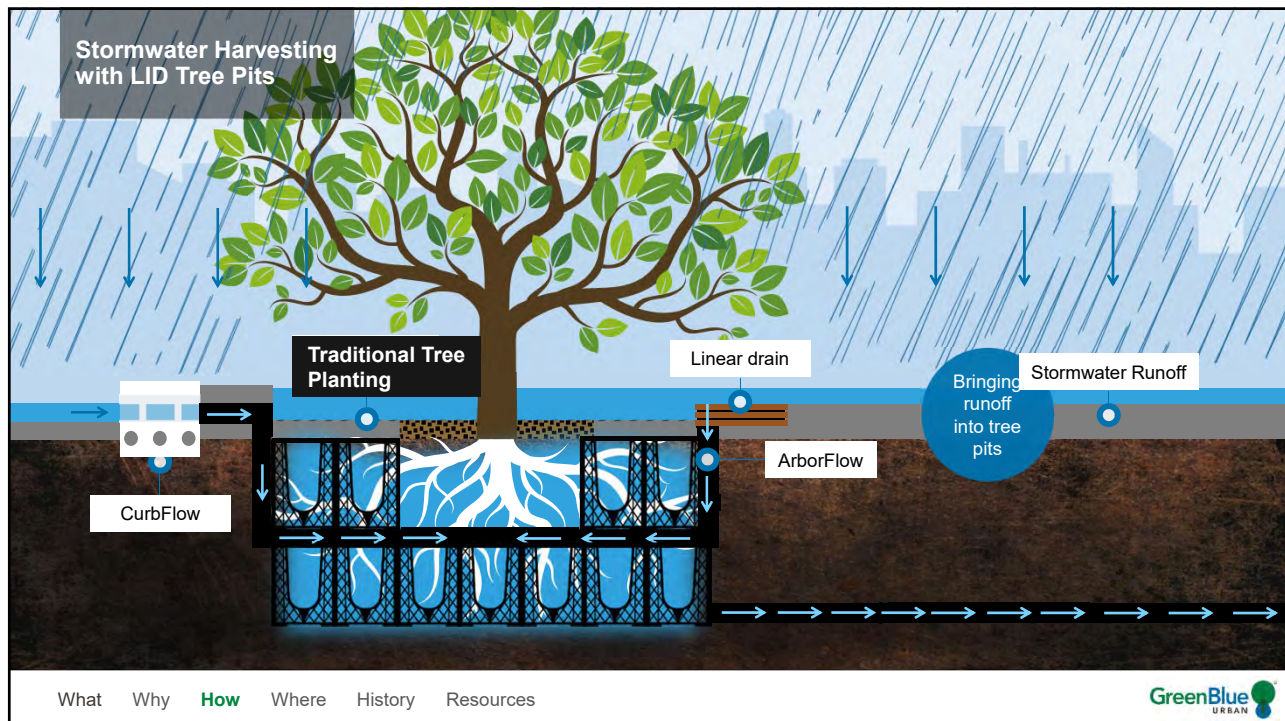 Stormwater Harvesting
with LID Tree Pits
Traditional Tree
Planting
Linear drain
Bringing
runoff
into tree
pits
Stormwater Runoff
ArborFlow
CurbFlow
What Why How Where History Resources
GreenBlue
URBAN